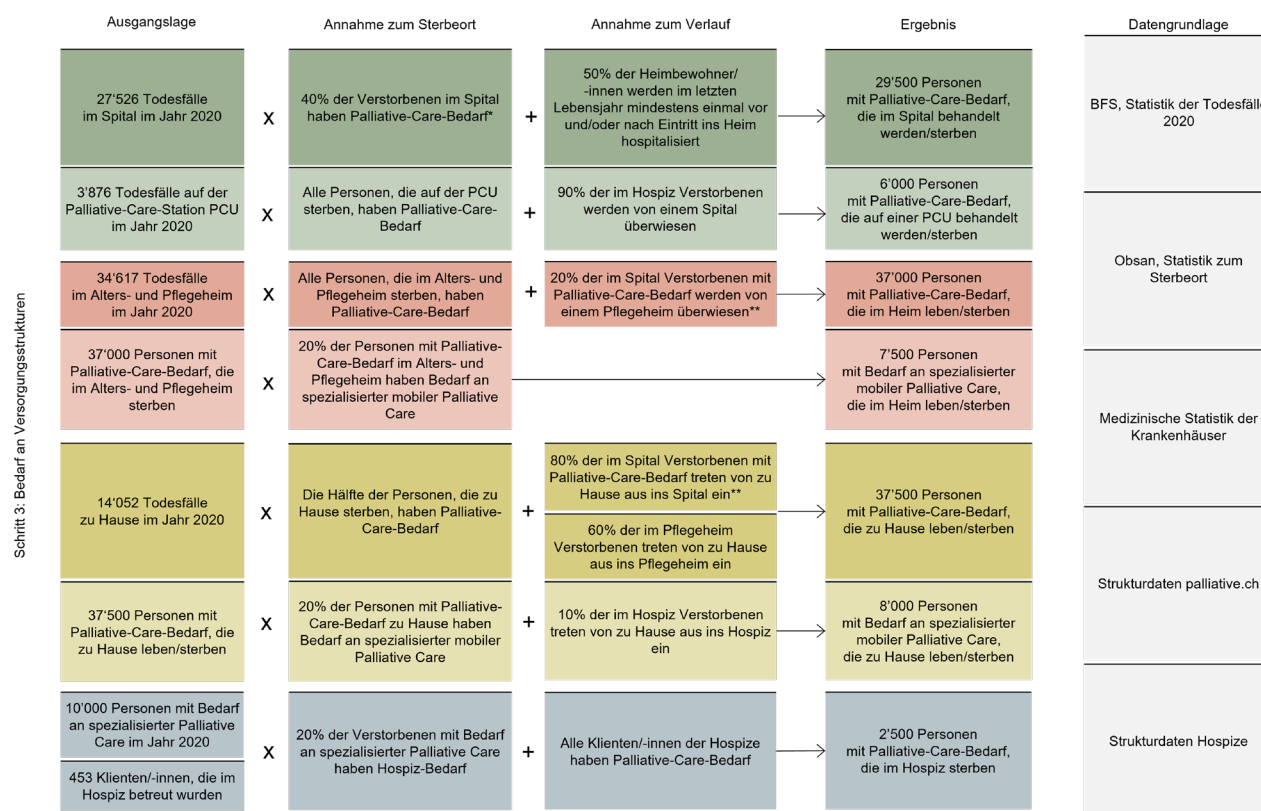 Ausgangslage
Annahme zum Sterbeort
Annahme zum Verlauf
Ergebnis
Datengrundlage
Schritt 3: Bedarf an Versorgungsstrukturen
27‘526 Todesfälle
im Spital im Jahr 2020
x
40% der Verstorbenen im Spital
haben Palliative-Care-Bedarf*
+
50% der Heimbewohner/
-innen werden im letzten
Lebensjahr mindestens einmal vor
und/oder nach Eintritt ins Heim
hospitalisiert
29'500 Personen
mit Palliative-Care-Bedarf,
die im Spital behandelt
werden/sterben
3’876 Todesfälle auf der
Palliative-Care-Station PCU
im Jahr 2020
x
Alle Personen, die auf der PCU
sterben, haben Palliative-Care-
Bedarf
+
90% der im Hospiz Verstorbenen
werden von einem Spital
überwiesen
6’000 Personen
mit Palliative-Care-Bedarf,
die auf einer PCU behandelt
werden/sterben
34‘617 Todesfälle
im Alters- und Pflegeheim
im Jahr 2020
x
Alle Personen, die im Alters- und
Pflegeheim sterben, haben
Palliative-Care-Bedarf
+
20% der im Spital Verstorbenen mit
Palliative-Care-Bedarf werden von
einem Pflegeheim überwiesen**
37‘000 Personen
mit Palliative-Care-Bedarf,
die im Heim leben/sterben
37’000 Personen mit
Palliative-Care-Bedarf, die
im Alters- und Pflegeheim
sterben
x
20% der Personen mit Palliative-
Care-Bedarf im Alters- und
Pflegeheim haben Bedarf an
spezialisierter mobiler Palliative
Care
7’500 Personen
mit Bedarf an spezialisierter
mobiler Palliative Care,
die im Heim leben/sterben
14’052 Todesfälle
zu Hause im Jahr 2020
x
Die Hälfte der Personen, die zu
Hause sterben, haben Palliative-
Care-Bedarf
+
80% der im Spital Verstorbenen mit
Palliative-Care-Bedarf treten von zu
Hause aus ins Spital ein**
60% der im Pflegeheim
Verstorbenen treten von zu Hause
aus ins Pflegeheim ein
37’500 Personen
mit Palliative-Care-Bedarf,
die zu Hause leben/sterben
37‘500 Personen mit
Palliative-Care-Bedarf, die
zu Hause leben/sterben
x
20% der Personen mit Palliative-
Care-Bedarf zu Hause haben
Bedarf an spezialisierter mobiler
Palliative Care
+
10% der im Hospiz Verstorbenen
treten von zu Hause aus ins Hospiz
ein
8’000 Personen
mit Bedarf an spezialisierter
mobiler Palliative Care,
die zu Hause leben/sterben
10’000 Personen mit Bedarf
an spezialisierter Palliative
Care im Jahr 2020
453 Klienten/-innen, die im
Hospiz betreut wurden
x
20% der Verstorbenen mit Bedarf
an spezialisierter Palliative Care
haben Hospiz-Bedarf
+
Alle Klienten/-innen der Hospize
haben Palliative-Care-Bedarf
2’500 Personen
mit Palliative-Care-Bedarf,
die im Hospiz sterben
BFS, Statistik der Todesfälle
2020
Obsan, Statistik zum
Sterbeort
Medizinische Statistik der
Krankenhäuser
Strukturdaten palliative.ch
Strukturdaten Hospize